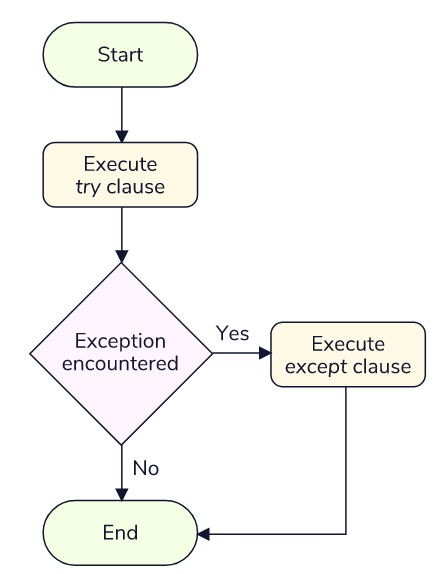 Start
Execute
try clause
Exception
encountered
Yes
Execute
except clause
No
End